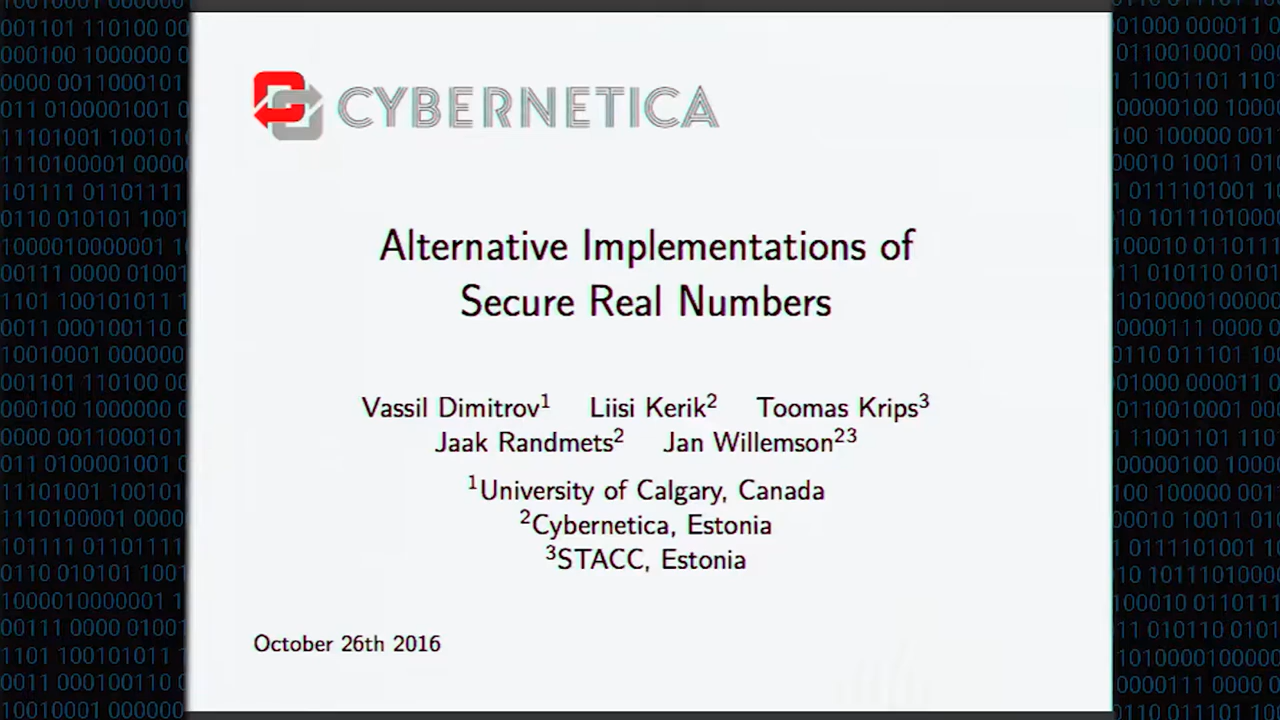 CYBERNETICA
Alternative Implementations of
Secure Real Numbers
Vassil Dimitrov¹ Liisi Kerik² Toomas Krips³
Jaak Randmets² Jan Willemson²³
¹University of Calgary, Canada
²Cybernetica, Estonia
³STACC, Estonia
October 26th 2016